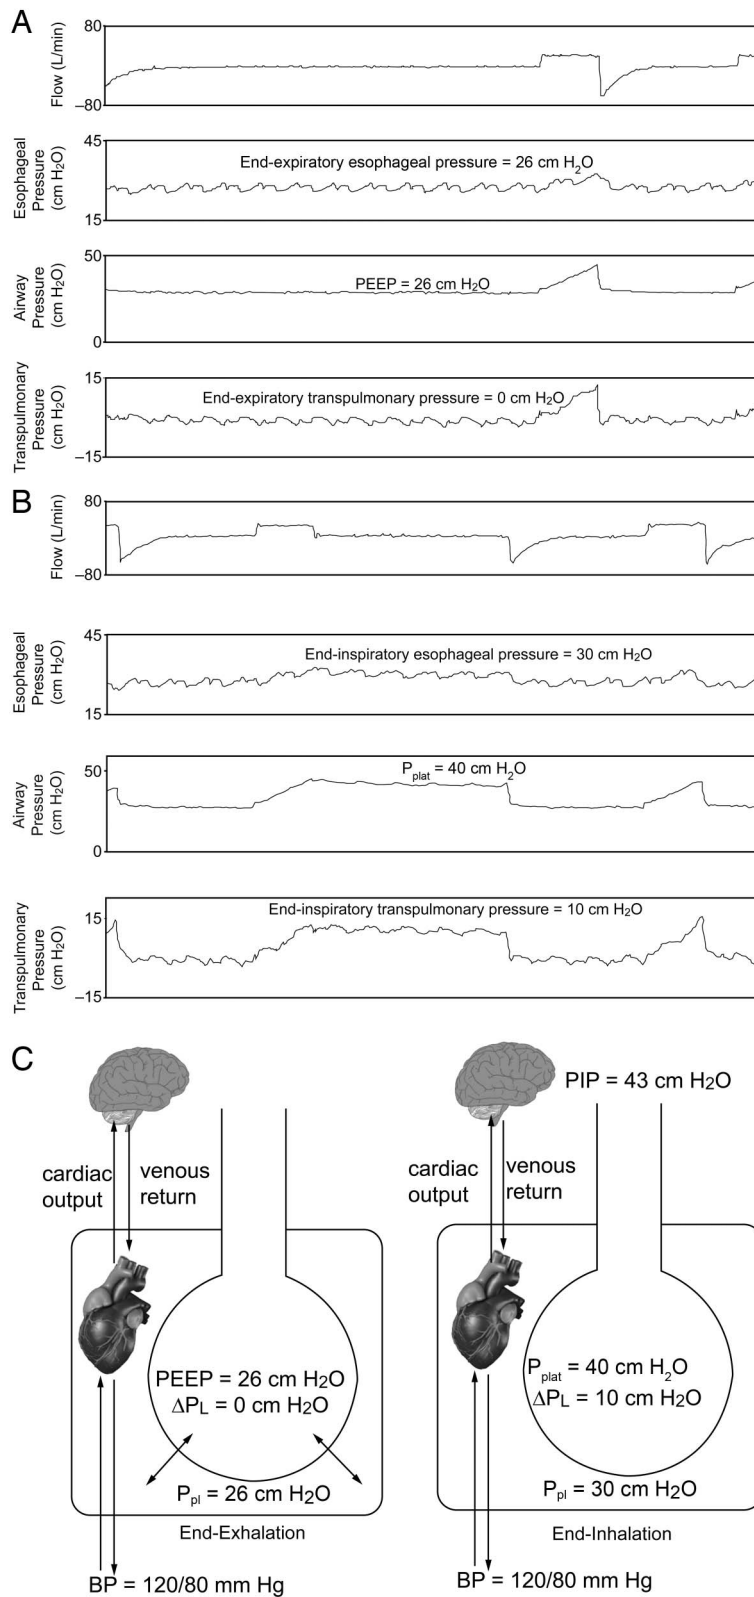 A
80
Flow (L/min)
–80
45
Esophageal
Pressure
(cm H₂O)
End-expiratory esophageal pressure = 26 cm H₂O
15
50
Airway
Pressure
(cm H₂O)
PEEP = 26 cm H₂O
0
15
Transpulmonary
Pressure
(cm H₂O)
End-expiratory transpulmonary pressure = 0 cm H₂O
–15
B
80
Flow (L/min)
–80
45
Esophageal
Pressure
(cm H₂O)
End-inspiratory esophageal pressure = 30 cm H₂O
15
50
Airway
Pressure
(cm H₂O)
Pplat = 40 cm H₂O
0
15
Transpulmonary
Pressure
(cm H₂O)
End-inspiratory transpulmonary pressure = 10 cm H₂O
–15
C
cardiac
output
venous
return
PEEP = 26 cm H₂O
ΔPL = 0 cm H₂O
Ppl = 26 cm H₂O
End-Exhalation
BP = 120/80 mm Hg
PIP = 43 cm H₂O
cardiac
output
venous
return
Pplat = 40 cm H₂O
ΔPL = 10 cm H₂O
Ppl = 30 cm H₂O
End-Inhalation
BP = 120/80 mm Hg